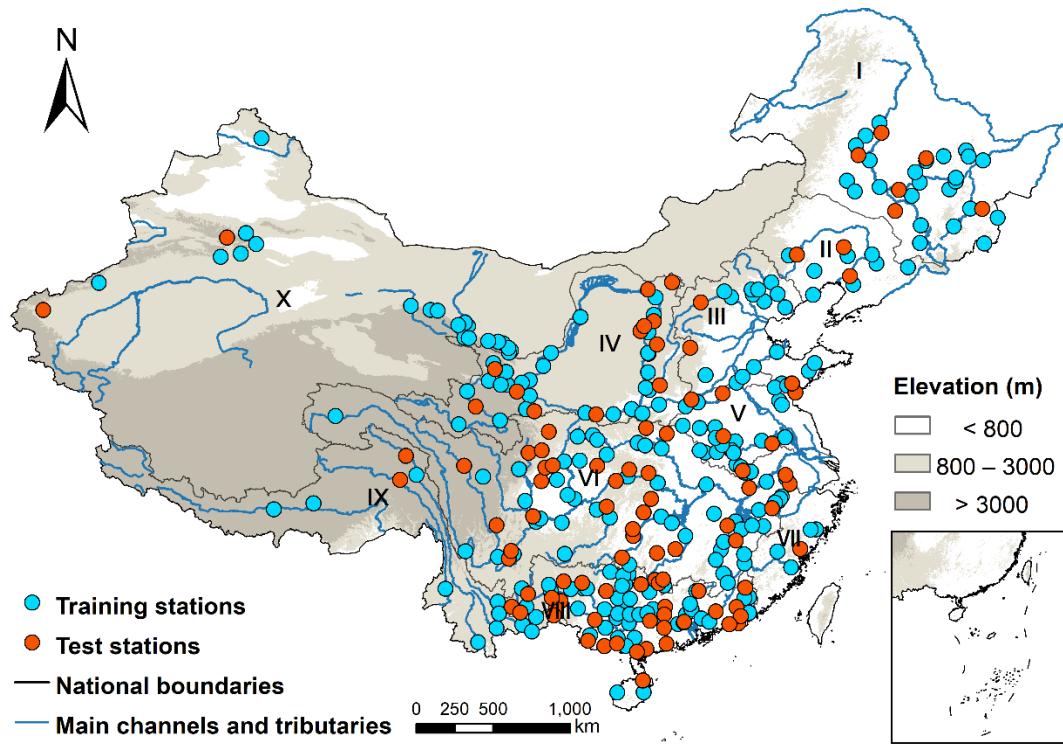 N
I
II
III
X
IV
V
Elevation (m)
< 800
VI
800 – 3000
IX
> 3000
VII
VIII
Training stations
Test stations
National boundaries
Main channels and tributaries
0 250 500 1,000
km